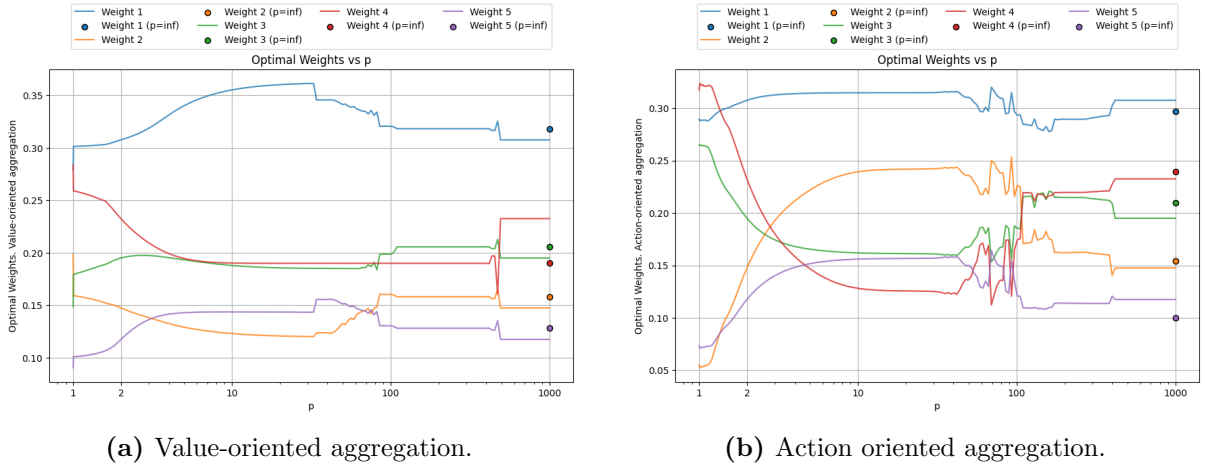 Weight 1
Weight 1 (p=inf)
Weight 2
Weight 2 (p=inf)
Weight 3
Weight 3 (p=inf)
Weight 4
Weight 4 (p=inf)
Weight 5
Weight 5 (p=inf)
Optimal Weights vs p
Optimal Weights. Value-oriented aggregation
0.35
0.30
0.25
0.20
0.15
0.10
1
2
10
100
1000
p
(a) Value-oriented aggregation.
Weight 1
Weight 1 (p=inf)
Weight 2
Weight 2 (p=inf)
Weight 3
Weight 3 (p=inf)
Weight 4
Weight 4 (p=inf)
Weight 5
Weight 5 (p=inf)
Optimal Weights vs p
Optimal Weights. Action-oriented aggregation
0.30
0.25
0.20
0.15
0.10
0.05
1
2
10
100
1000
p
(b) Action oriented aggregation.